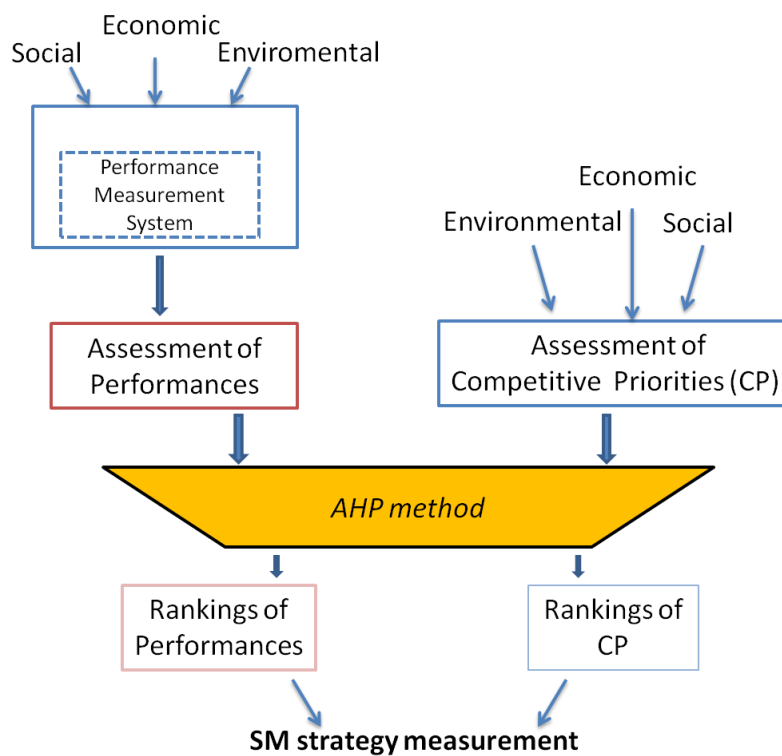 Economic
Social
Enviromental
Performance
Measurement
System
Economic
Environmental
Social
Assessment of
Performances
Assessment of
Competitive Priorities (CP)
AHP method
Rankings of
Performances
Rankings of
CP
SM strategy measurement